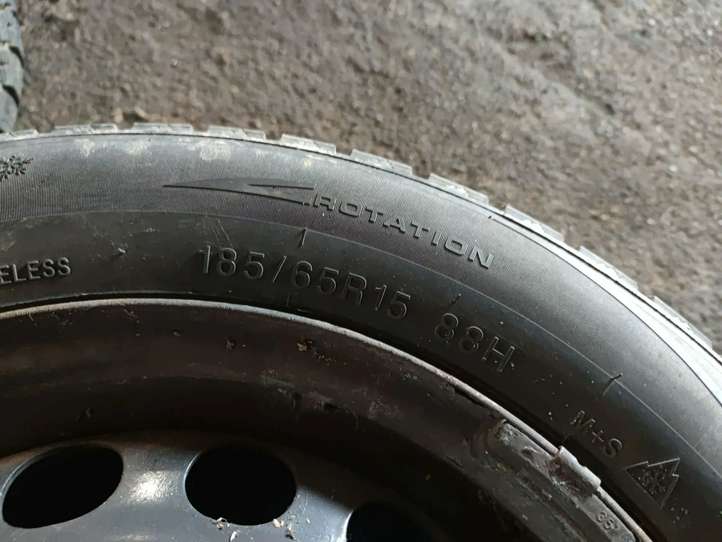 ROTATION
ELESS
185/65R15 88H
M+S